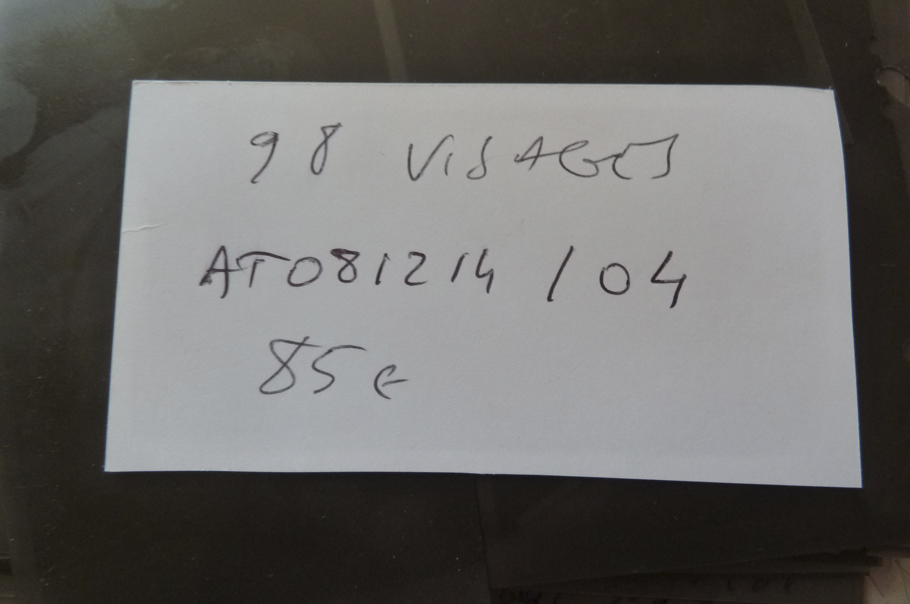 98 VISAGES
AT081214 / 04
85€